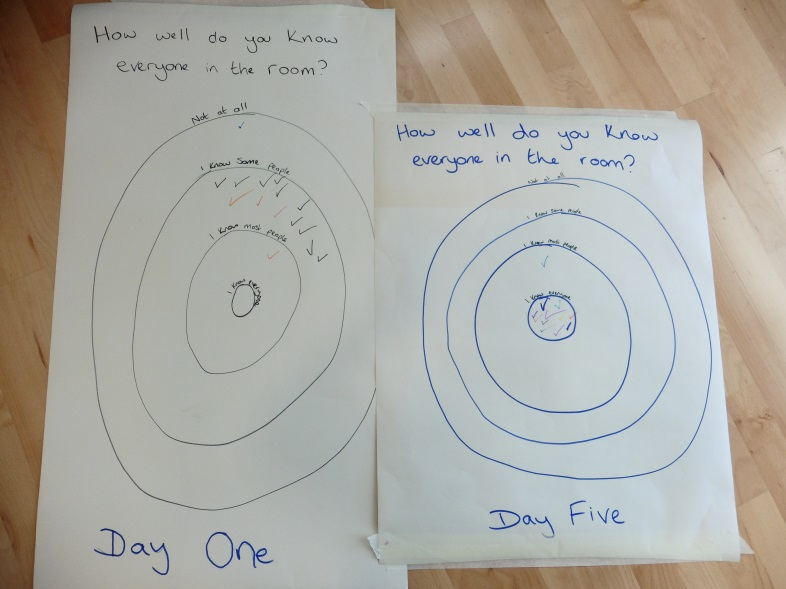 How well do you Know
everyone in the room?
Not at all
I Know Some people
I Know most people
I Know everyone
Day One
How well do you Know
everyone in the room?
Not at all
I Know some people
I Know most people
I Know everyone
Day Five